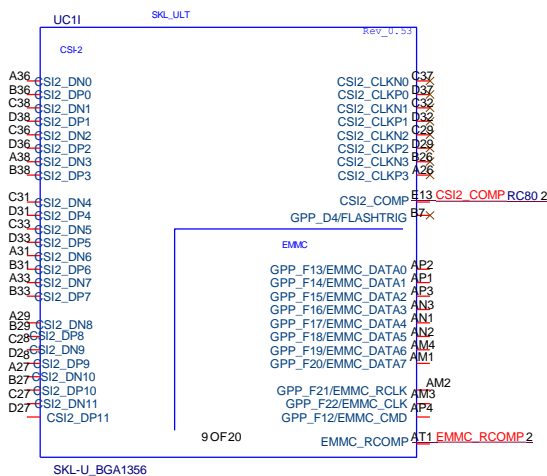 UC1I
SKL_ULT
Rev_0.53
CSI-2
A36 CSI2_DN0 CSI2_CLKN0 C37
B36 CSI2_DP0 CSI2_CLKP0 D37
C38 CSI2_DN1 CSI2_CLKN1 C32
D38 CSI2_DP1 CSI2_CLKP1 D32
C36 CSI2_DN2 CSI2_CLKN2 C29
D36 CSI2_DP2 CSI2_CLKP2 D29
A38 CSI2_DN3 CSI2_CLKN3 B26
B38 CSI2_DP3 CSI2_CLKP3 A26
C31 CSI2_DN4 CSI2_COMP E13 CSI2_COMP RC80 2
D31 CSI2_DP4 GPP_D4/FLASHTRIG B7
C33 CSI2_DN5
D33 CSI2_DP5 EMMC
A31 CSI2_DN6
B31 CSI2_DP6 GPP_F13/EMMC_DATA0 AP2
A33 CSI2_DN7 GPP_F14/EMMC_DATA1 AP1
B33 CSI2_DP7 GPP_F15/EMMC_DATA2 AP3
GPP_F16/EMMC_DATA3 AN3
A29 CSI2_DN8 GPP_F17/EMMC_DATA4 AN1
B29 CSI2_DP8 GPP_F18/EMMC_DATA5 AN2
C28 CSI2_DN9 GPP_F19/EMMC_DATA6 AM4
D28 CSI2_DP9 GPP_F20/EMMC_DATA7 AM1
A27 CSI2_DN10
B27 CSI2_DP10 GPP_F21/EMMC_RCLK AM2
C27 CSI2_DN11 GPP_F22/EMMC_CLK AM3
D27 CSI2_DP11 GPP_F12/EMMC_CMD AP4
9 OF 20
EMMC_RCOMP AT1 EMMC_RCOMP 2
SKL-U_BGA1356